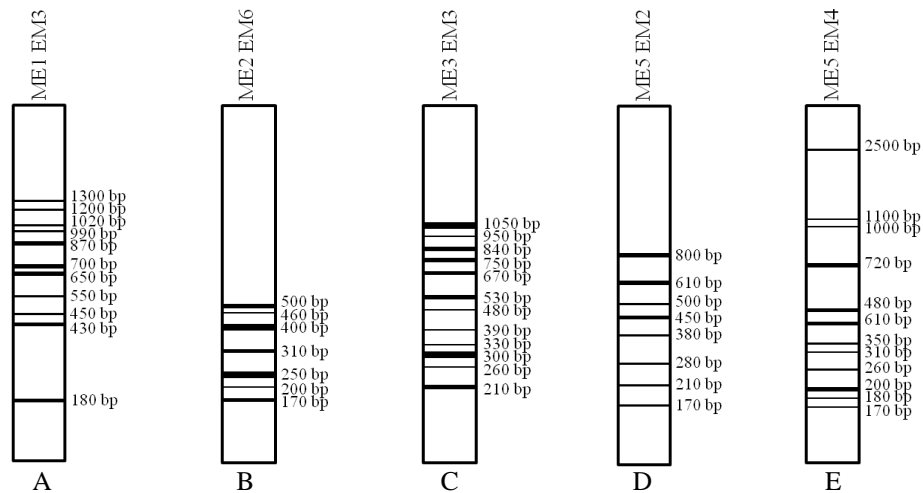 ME1 EM3
1300 bp
1200 bp
1020 bp
990 bp
870 bp
700 bp
650 bp
550 bp
450 bp
430 bp
180 bp
A
ME2 EM6
500 bp
460 bp
400 bp
310 bp
250 bp
200 bp
170 bp
B
ME3 EM3
1050 bp
950 bp
840 bp
750 bp
670 bp
530 bp
480 bp
390 bp
330 bp
300 bp
260 bp
210 bp
C
ME5 EM2
800 bp
610 bp
500 bp
450 bp
380 bp
280 bp
210 bp
170 bp
D
ME5 EM4
2500 bp
1100 bp
1000 bp
720 bp
480 bp
610 bp
350 bp
310 bp
260 bp
200 bp
180 bp
170 bp
E